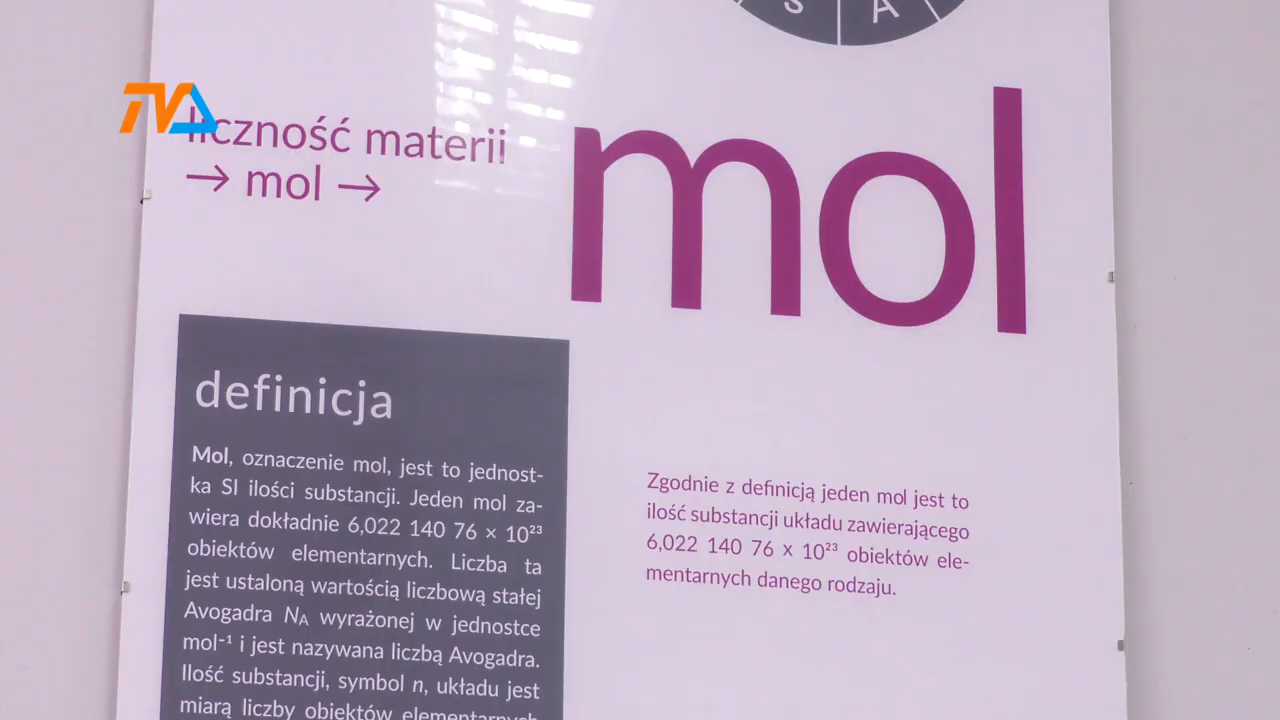 S A
TVA
liczność materii
→ mol →
mol
definicja
Mol, oznaczenie mol, jest to jednost-
ka SI ilości substancji. Jeden mol za-
wiera dokładnie 6,022 140 76 × 10²³
obiektów elementarnych. Liczba ta
jest ustaloną wartością liczbową stałej
Avogadra Nᴀ wyrażonej w jednostce
mol⁻¹ i jest nazywana liczbą Avogadra.
Ilość substancji, symbol n, układu jest
miarą liczby obiektów elementarnych
Zgodnie z definicją jeden mol jest to
ilość substancji układu zawierającego
6,022 140 76 x 10²³ obiektów ele-
mentarnych danego rodzaju.